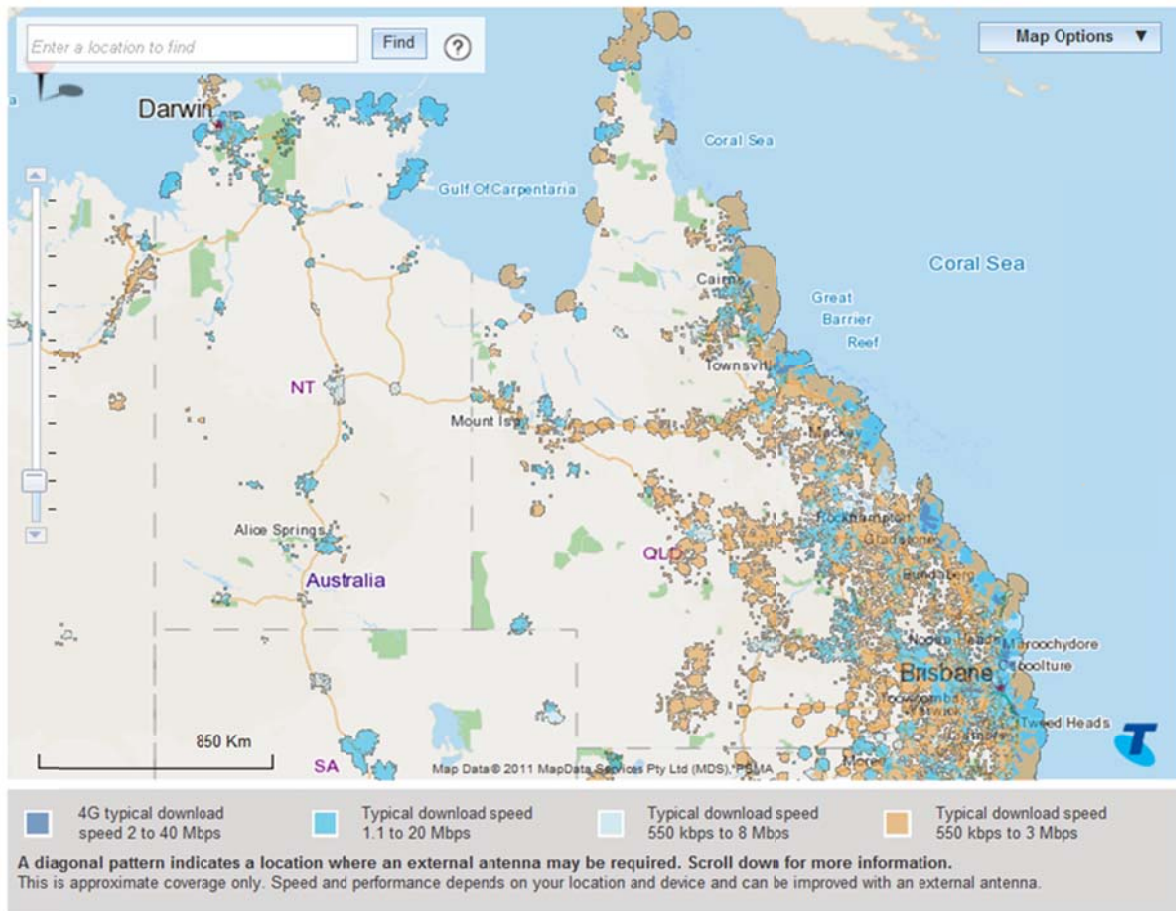 Enter a location to find
Find
?
Map Options ▼
Darwin
Coral Sea
Gulf Of Carpentaria
Coral Sea
Cairns
Great
Barrier
Reef
Townsvill
NT
Mount Isa
Mackay
Rockhampton
Alice Springs
QLD
Gladstone
Australia
Bundaberg
Noosa Heads
Maroochydore
Brisbane
Caboolture
Toowoomba
Warwick
Tweed Heads
Lismore
850 Km
SA
Moree
Map Data© 2011 MapData Services Pty Ltd (MDS), PSMA
T
4G typical download
speed 2 to 40 Mbps
Typical download speed
1.1 to 20 Mbps
Typical download speed
550 kbps to 8 Mbps
Typical download speed
550 kbps to 3 Mbps
A diagonal pattern indicates a location where an external antenna may be required. Scroll down for more information.
This is approximate coverage only. Speed and performance depends on your location and device and can be improved with an external antenna.